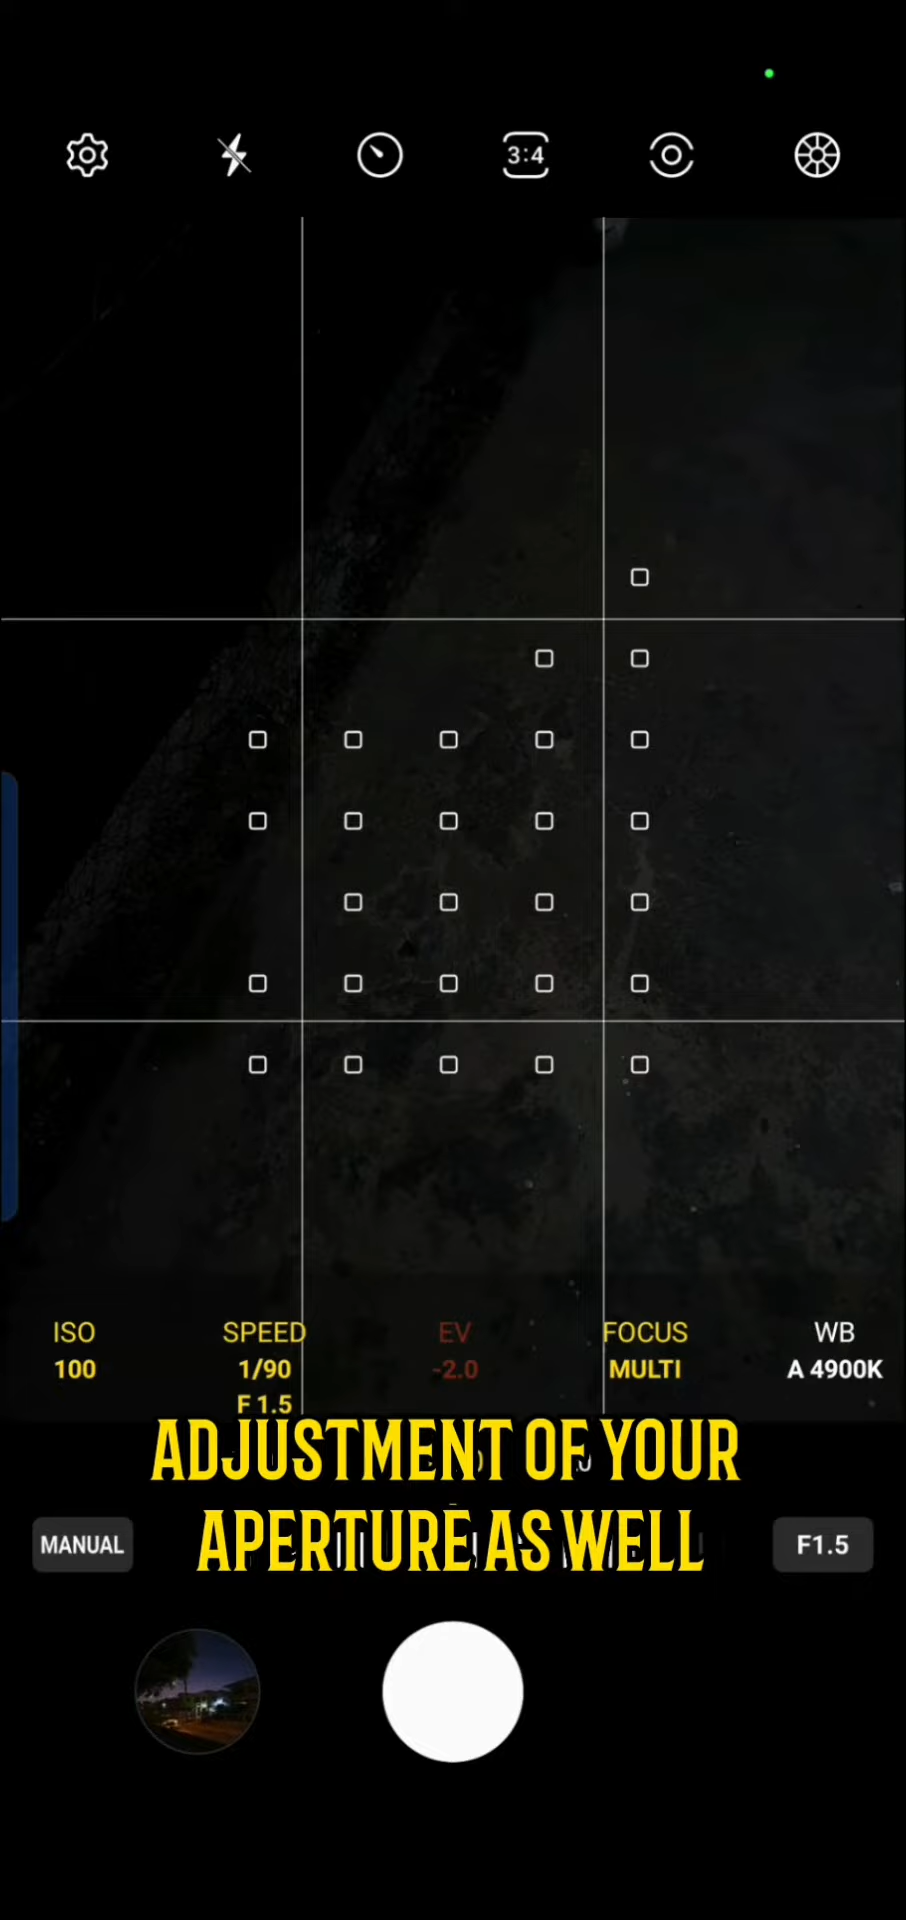 3:4
ISO
100
SPEED
1/90
F 1.5
EV
-2.0
FOCUS
MULTI
WB
A 4900K
ADJUSTMENT OF YOUR
APERTURE AS WELL
MANUAL
F1.5